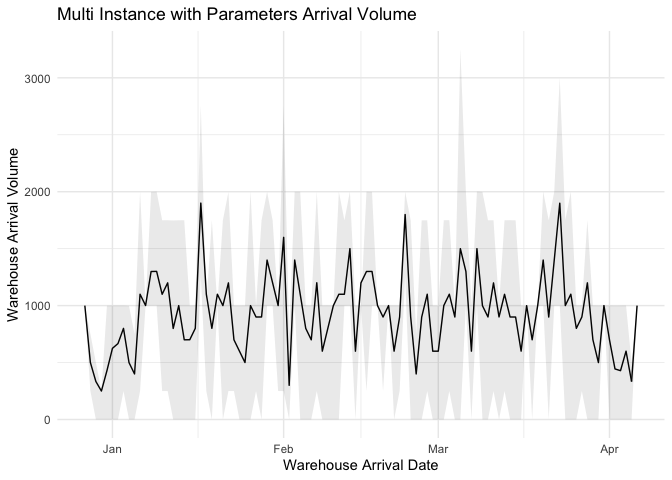 Multi Instance with Parameters Arrival Volume
Warehouse Arrival Volume
3000
2000
1000
0
Jan Feb Mar Apr
Warehouse Arrival Date